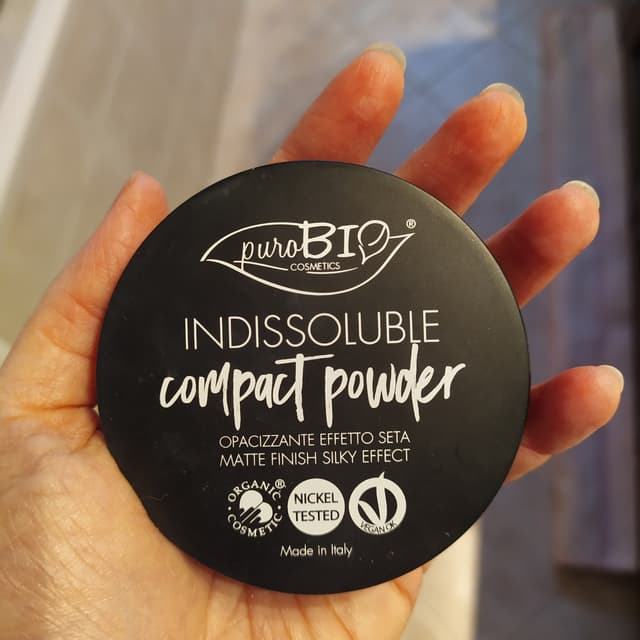 puroBIO®
COSMETICS
INDISSOLUBLE
compact powder
OPACIZZANTE EFFETTO SETA
MATTE FINISH SILKY EFFECT
ORGANIC®
COSMETIC
NICKEL
TESTED
VEGAN OK
Made in Italy